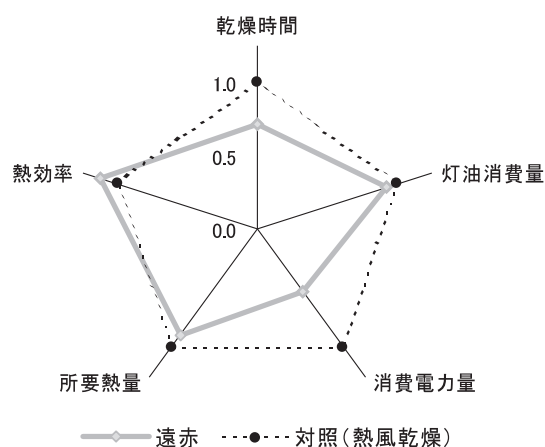 乾燥時間
1.0
0.5
0.0
熱効率
灯油消費量
所要熱量
消費電力量
遠赤
対照(熱風乾燥)